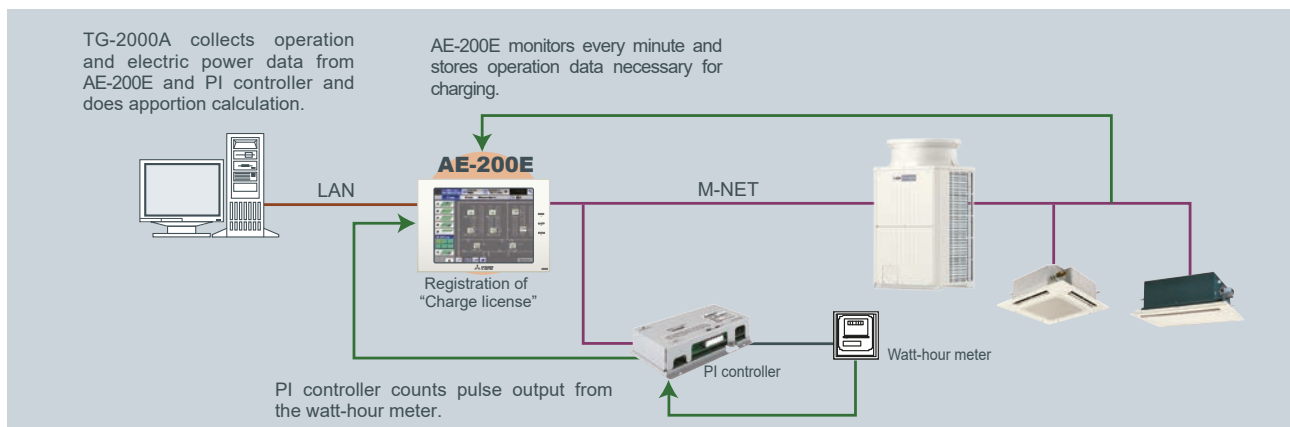 TG-2000A collects operation
and electric power data from
AE-200E and PI controller and
does apportion calculation.
AE-200E monitors every minute and
stores operation data necessary for
charging.
AE-200E
LAN
M-NET
Registration of
“Charge license”
PI controller
Watt-hour meter
PI controller counts pulse output from
the watt-hour meter.